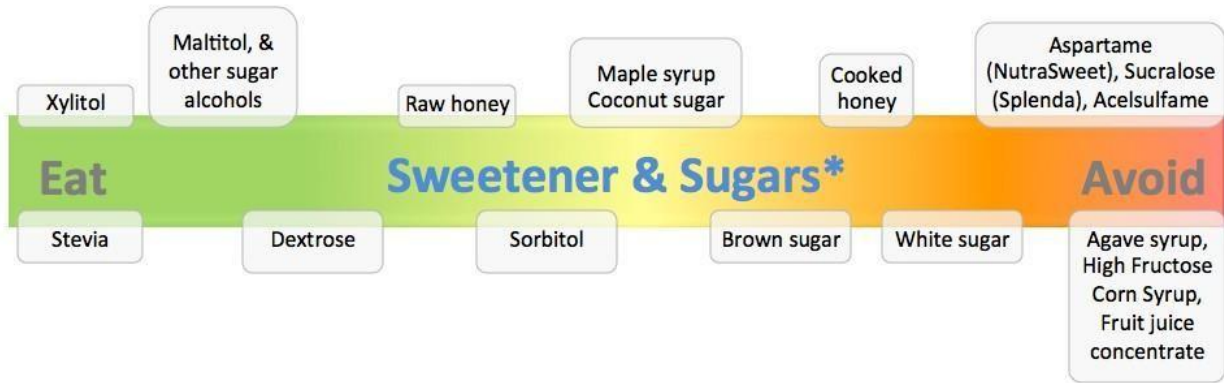 Maltitol, &
other sugar
alcohols
Xylitol
Raw honey
Maple syrup
Coconut sugar
Cooked
honey
Aspartame
(NutraSweet), Sucralose
(Splenda), Acelsulfame
Eat
Sweetener & Sugars*
Avoid
Stevia
Dextrose
Sorbitol
Brown sugar
White sugar
Agave syrup,
High Fructose
Corn Syrup,
Fruit juice
concentrate